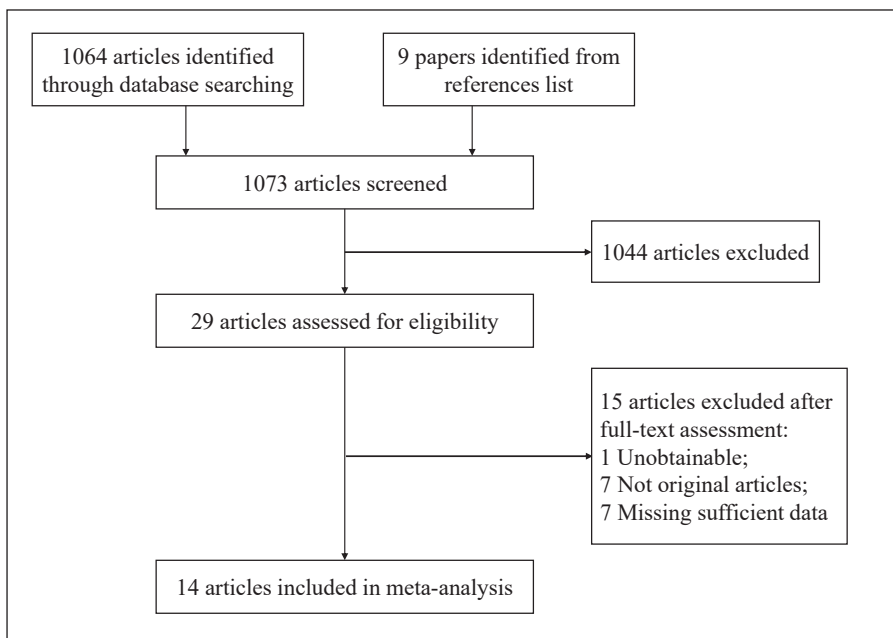 1064 articles identified
through database searching
9 papers identified from
references list
1073 articles screened
1044 articles excluded
29 articles assessed for eligibility
15 articles excluded after
full-text assessment:
1 Unobtainable;
7 Not original articles;
7 Missing sufficient data
14 articles included in meta-analysis